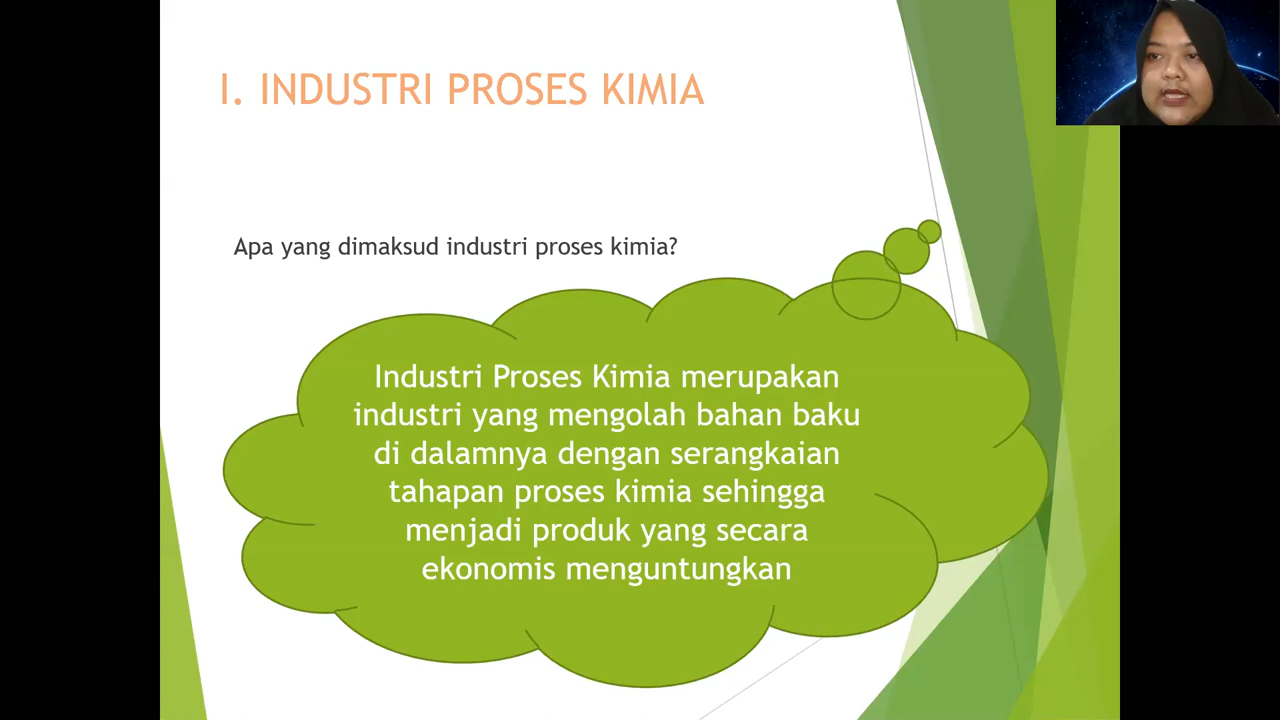 I. INDUSTRI PROSES KIMIA
Apa yang dimaksud industri proses kimia?
Industri Proses Kimia merupakan
industri yang mengolah bahan baku
di dalamnya dengan serangkaian
tahapan proses kimia sehingga
menjadi produk yang secara
ekonomis menguntungkan